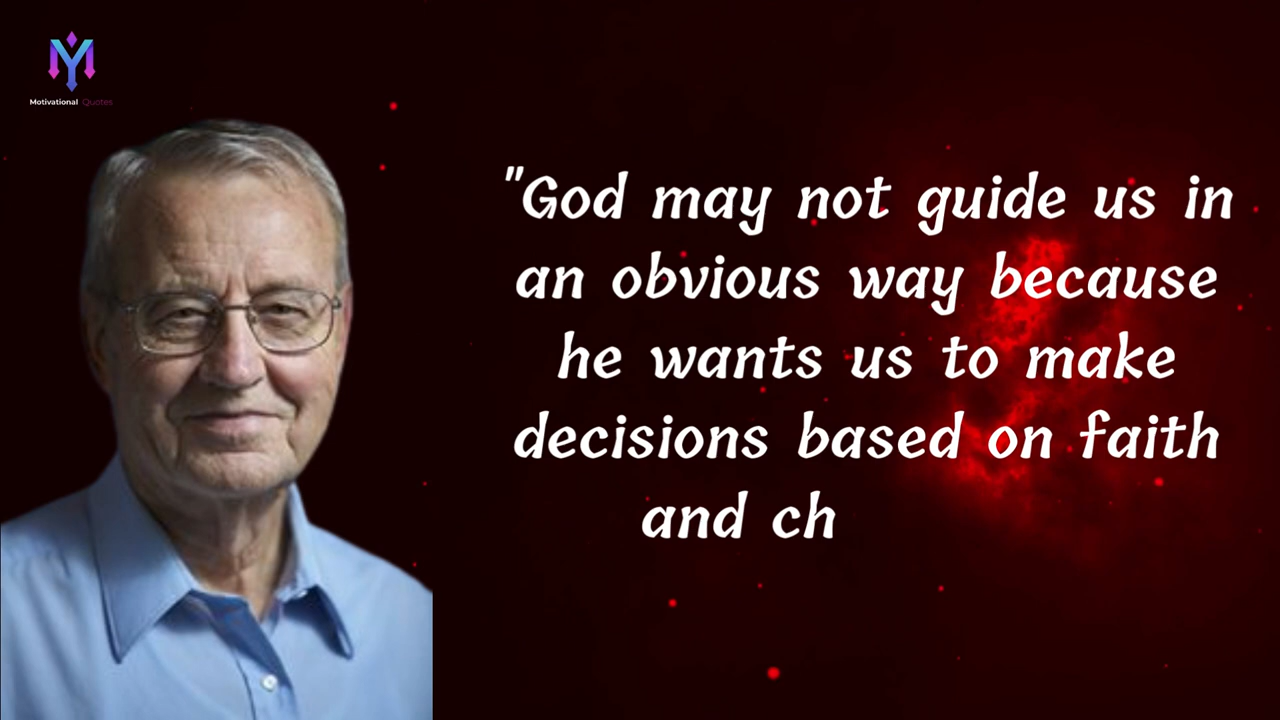 Motivational Quotes
"God may not guide us in
an obvious way because
he wants us to make
decisions based on faith
and ch